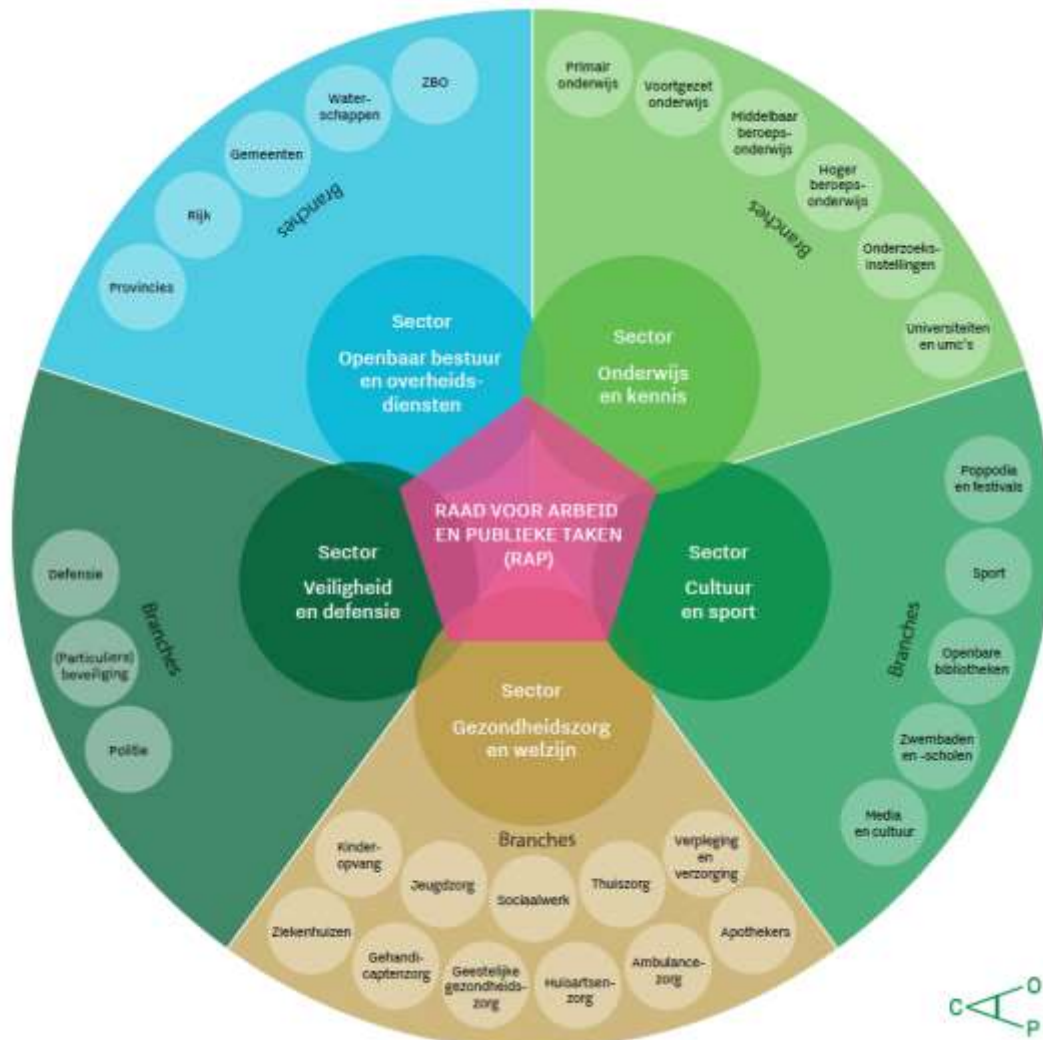 ZBO
Water-
schappen
Gemeenten
Rijk
Provincies
Branches
Sector
Openbaar bestuur
en overheids-
diensten
Primair
onderwijs
Voortgezet
onderwijs
Middelbaar
beroeps-
onderwijs
Hoger
beroeps-
onderwijs
Onderzoeks-
instellingen
Universiteiten
en umc's
Branches
Sector
Onderwijs
en kennis
RAAD VOOR ARBEID
EN PUBLIEKE TAKEN
(RAP)
Sector
Veiligheid
en defensie
Defensie
(Particuliere)
beveiliging
Politie
Branches
Sector
Cultuur
en sport
Poppodia
en festivals
Sport
Openbare
bibliotheken
Zwembaden
en -scholen
Media
en cultuur
Branches
Sector
Gezondheidszorg
en welzijn
Branches
Kinder-
opvang
Jeugdzorg
Sociaalwerk
Thuiszorg
Verpleging
en
verzorging
Ziekenhuizen
Gehandi-
captenzorg
Geestelijke
gezondheids-
zorg
Huisartsen-
zorg
Ambulance-
zorg
Apothekers
C A O P